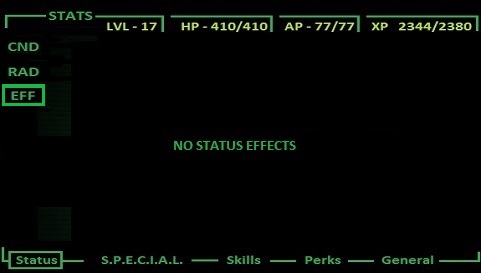 STATS
LVL - 17 HP - 410/410 AP - 77/77 XP 2344/2380
CND
RAD
EFF
NO STATUS EFFECTS
Status S.P.E.C.I.A.L. Skills Perks General